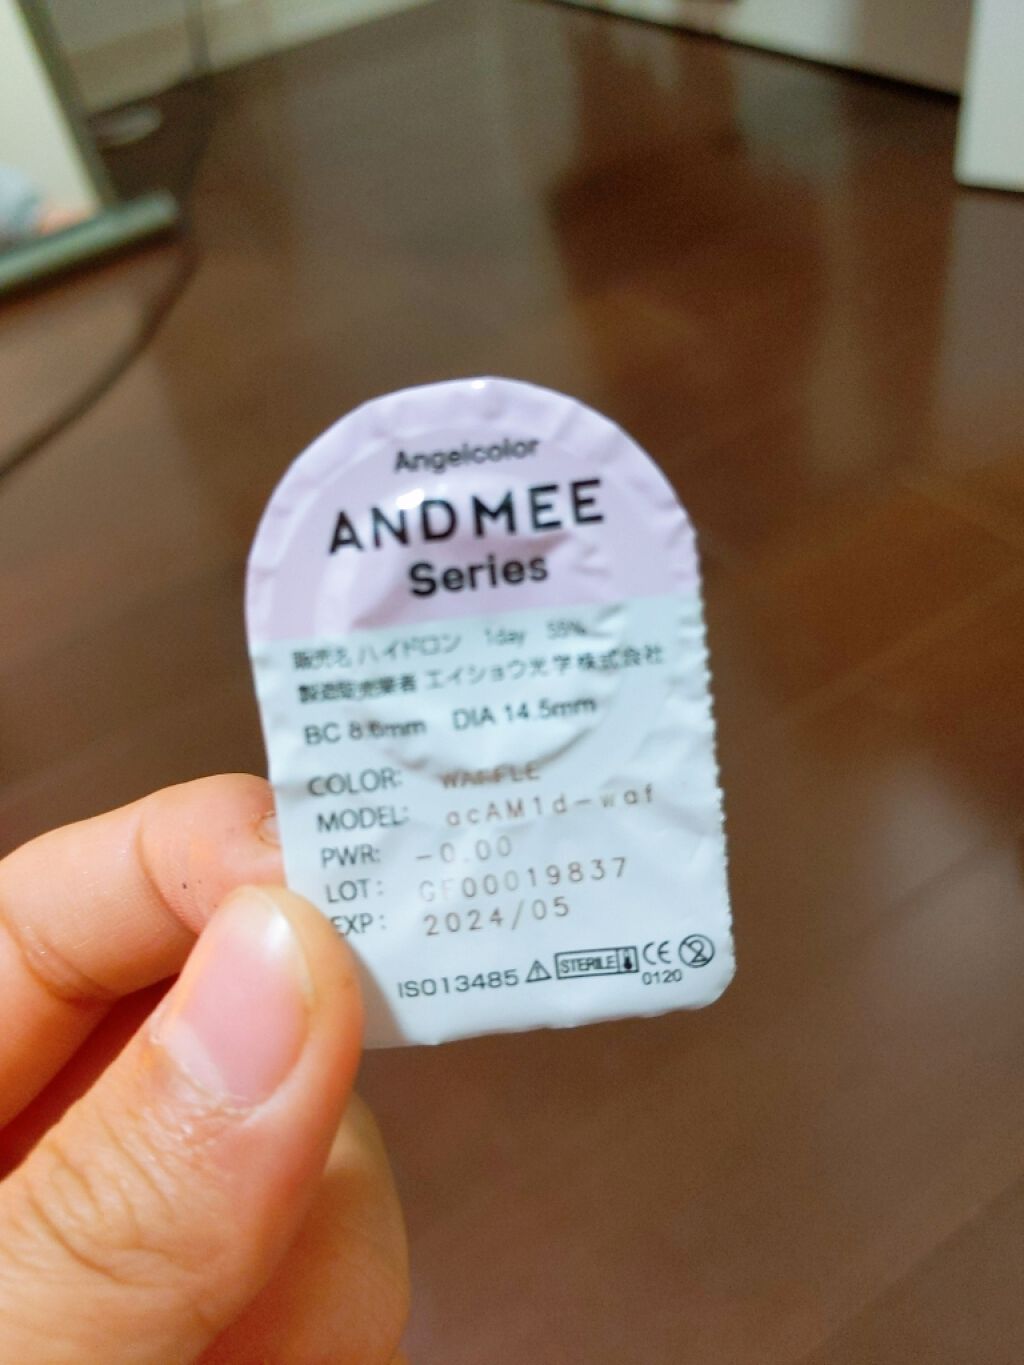 Angelcolor
ANDMEE
Series
販売名 ハイドロン 1day 55%
製造販売業者 エイショウ光学株式会社
BC 8.6mm DIA 14.5mm
COLOR: WAFFLE
MODEL: acAM1d-waf
PWR: -0.00
LOT: GF00019837
EXP: 2024/05
ISO13485 STERILE CE 2
0120